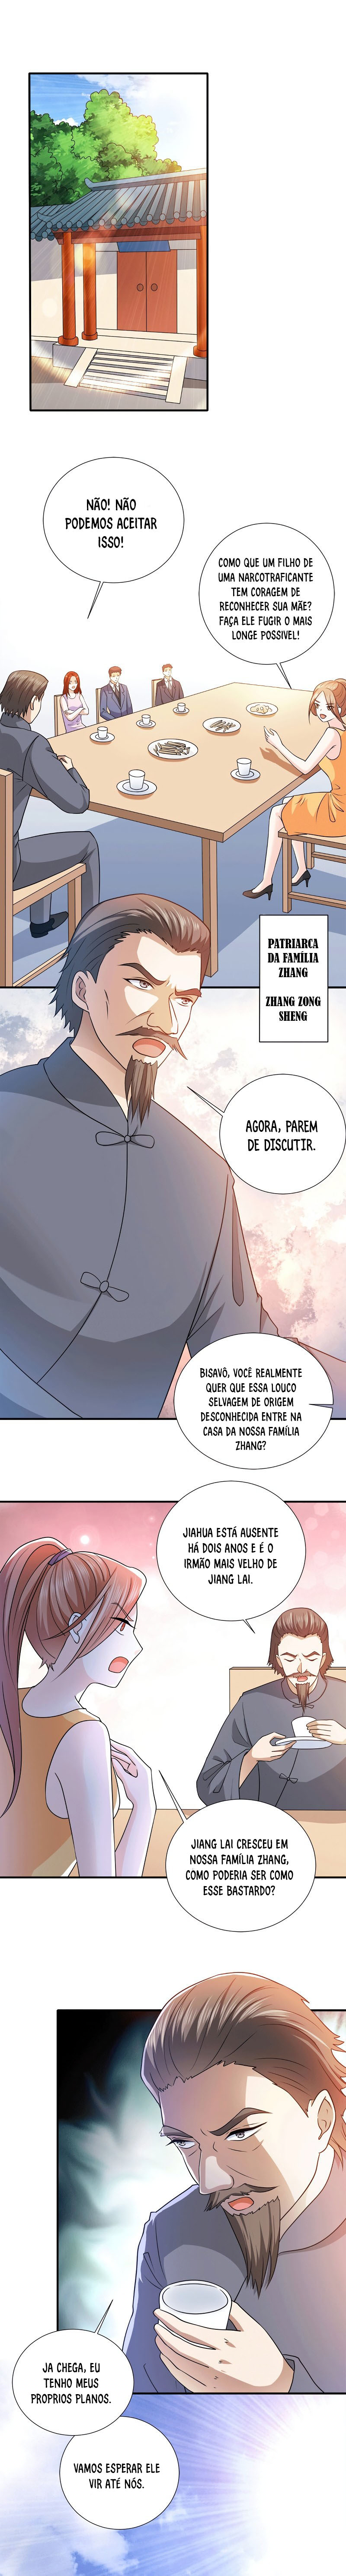 NÃO! NÃO
PODEMOS ACEITAR
ISSO!
COMO QUE UM FILHO DE
UMA NARCOTRAFICANTE
TEM CORAGEM DE
RECONHECER SUA MÃE?
FAÇA ELE FUGIR O MAIS
LONGE POSSIVEL!
PATRIARCA
DA FAMÍLIA
ZHANG
ZHANG ZONG
SHENG
AGORA, PAREM
DE DISCUTIR.
BISAVÔ, VOCÊ REALMENTE
QUER QUE ESSA LOUCO
SELVAGEM DE ORIGEM
DESCONHECIDA ENTRE NA
CASA DA NOSSA FAMÍLIA
ZHANG?
JIAHUA ESTÁ AUSENTE
HÁ DOIS ANOS E É O
IRMÃO MAIS VELHO DE
JIANG LAI.
JIANG LAI CRESCEU EM
NOSSA FAMÍLIA ZHANG,
COMO PODERIA SER COMO
ESSE BASTARDO?
JA CHEGA, EU
TENHO MEUS
PROPRIOS PLANOS.
VAMOS ESPERAR ELE
VIR ATÉ NÓS.